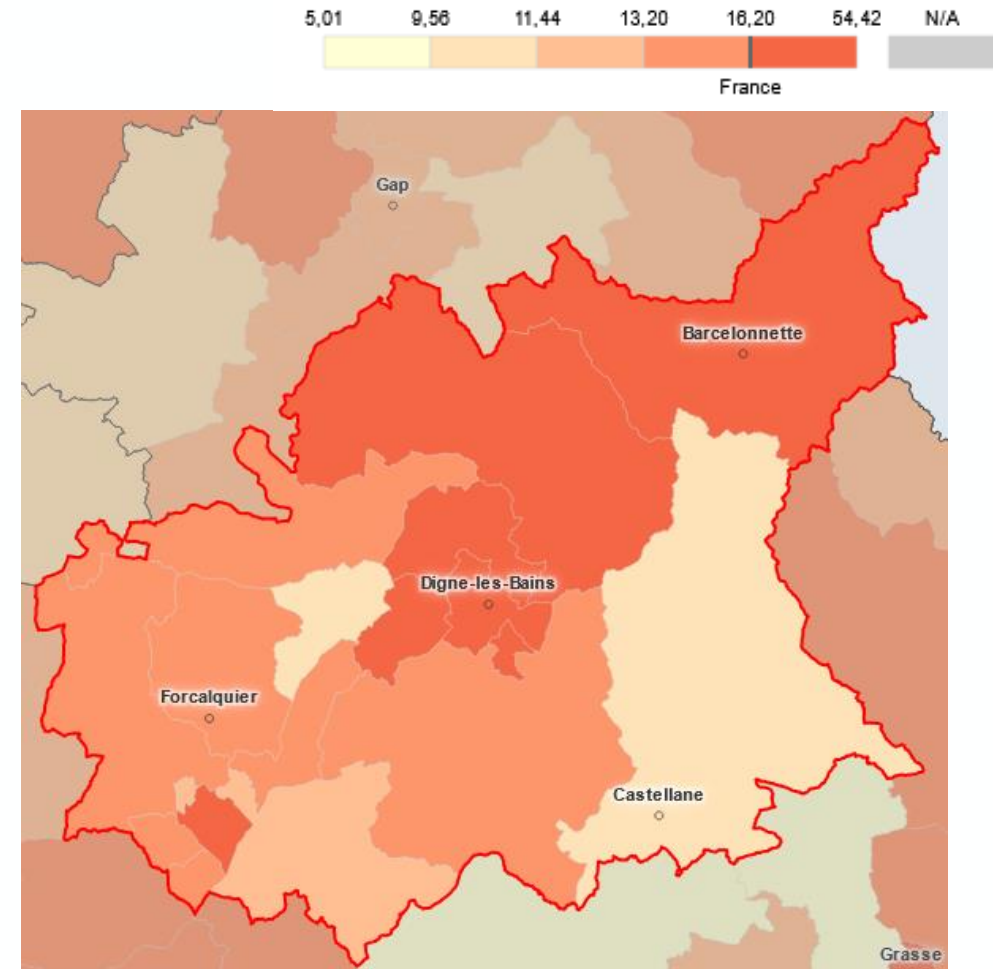 5,01 9,56 11,44 13,20 16,20 54,42 N/A
France
Gap
Barcelonnette
Digne-les-Bains
Forcalquier
Castellane
Grasse